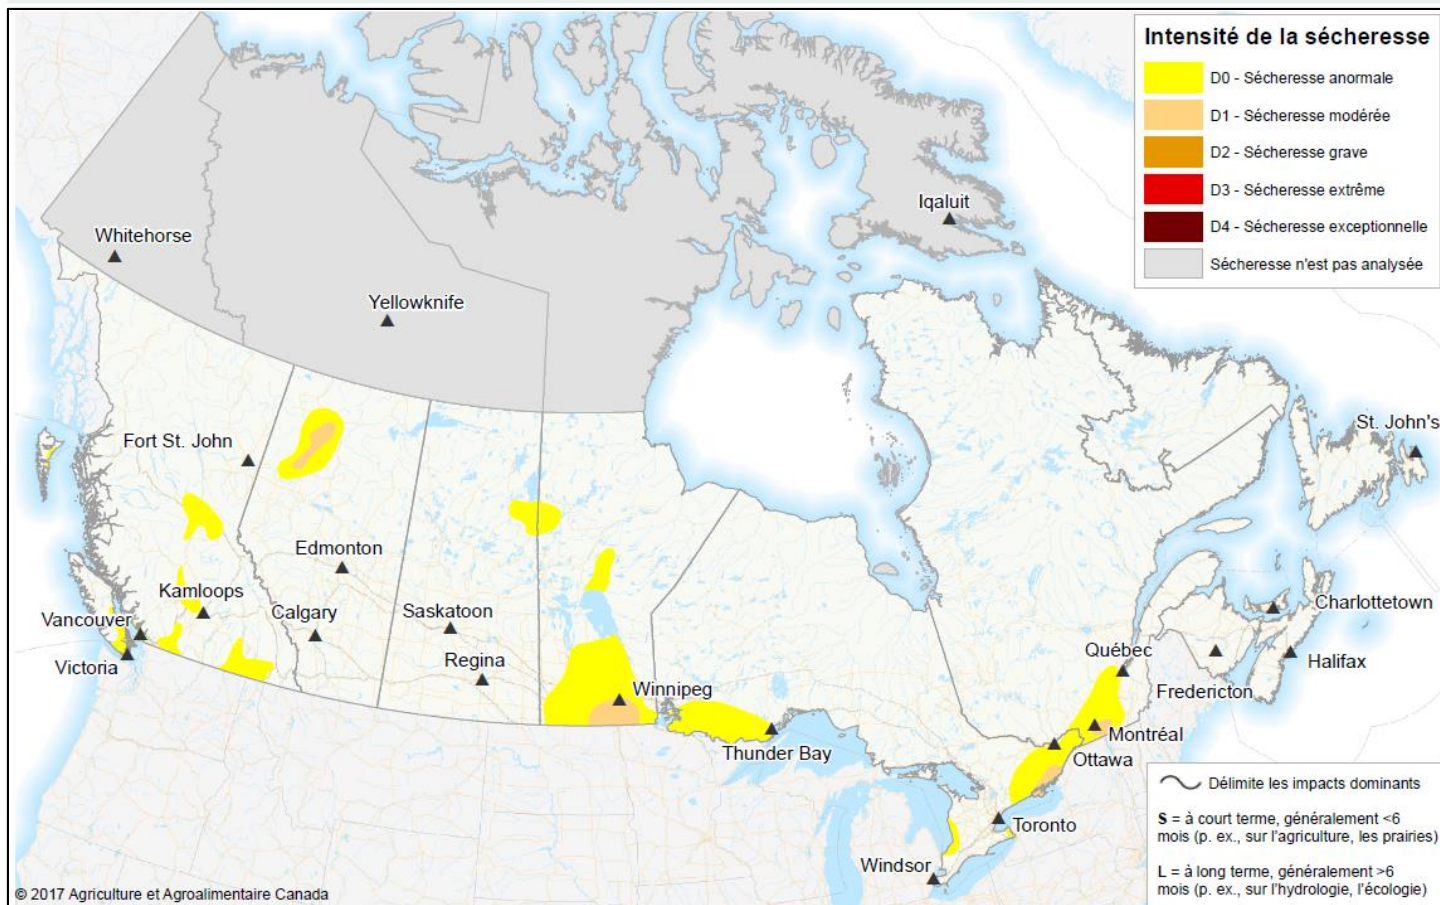 Intensité de la sécheresse
D0 - Sécheresse anormale
D1 - Sécheresse modérée
D2 - Sécheresse grave
D3 - Sécheresse extrême
D4 - Sécheresse exceptionnelle
Sécheresse n'est pas analysée
Iqaluit
Whitehorse
Yellowknife
Fort St. John
St. John's
Edmonton
Kamloops
Calgary
Saskatoon
Vancouver
Charlottetown
Victoria
Regina
Québec
Halifax
Winnipeg
Fredericton
Montréal
Thunder Bay
Ottawa
Toronto
Windsor
Délimite les impacts dominants
S = à court terme, généralement <6
mois (p. ex., sur l'agriculture, les prairies)
L = à long terme, généralement >6
mois (p. ex., sur l'hydrologie, l'écologie)
© 2017 Agriculture et Agroalimentaire Canada